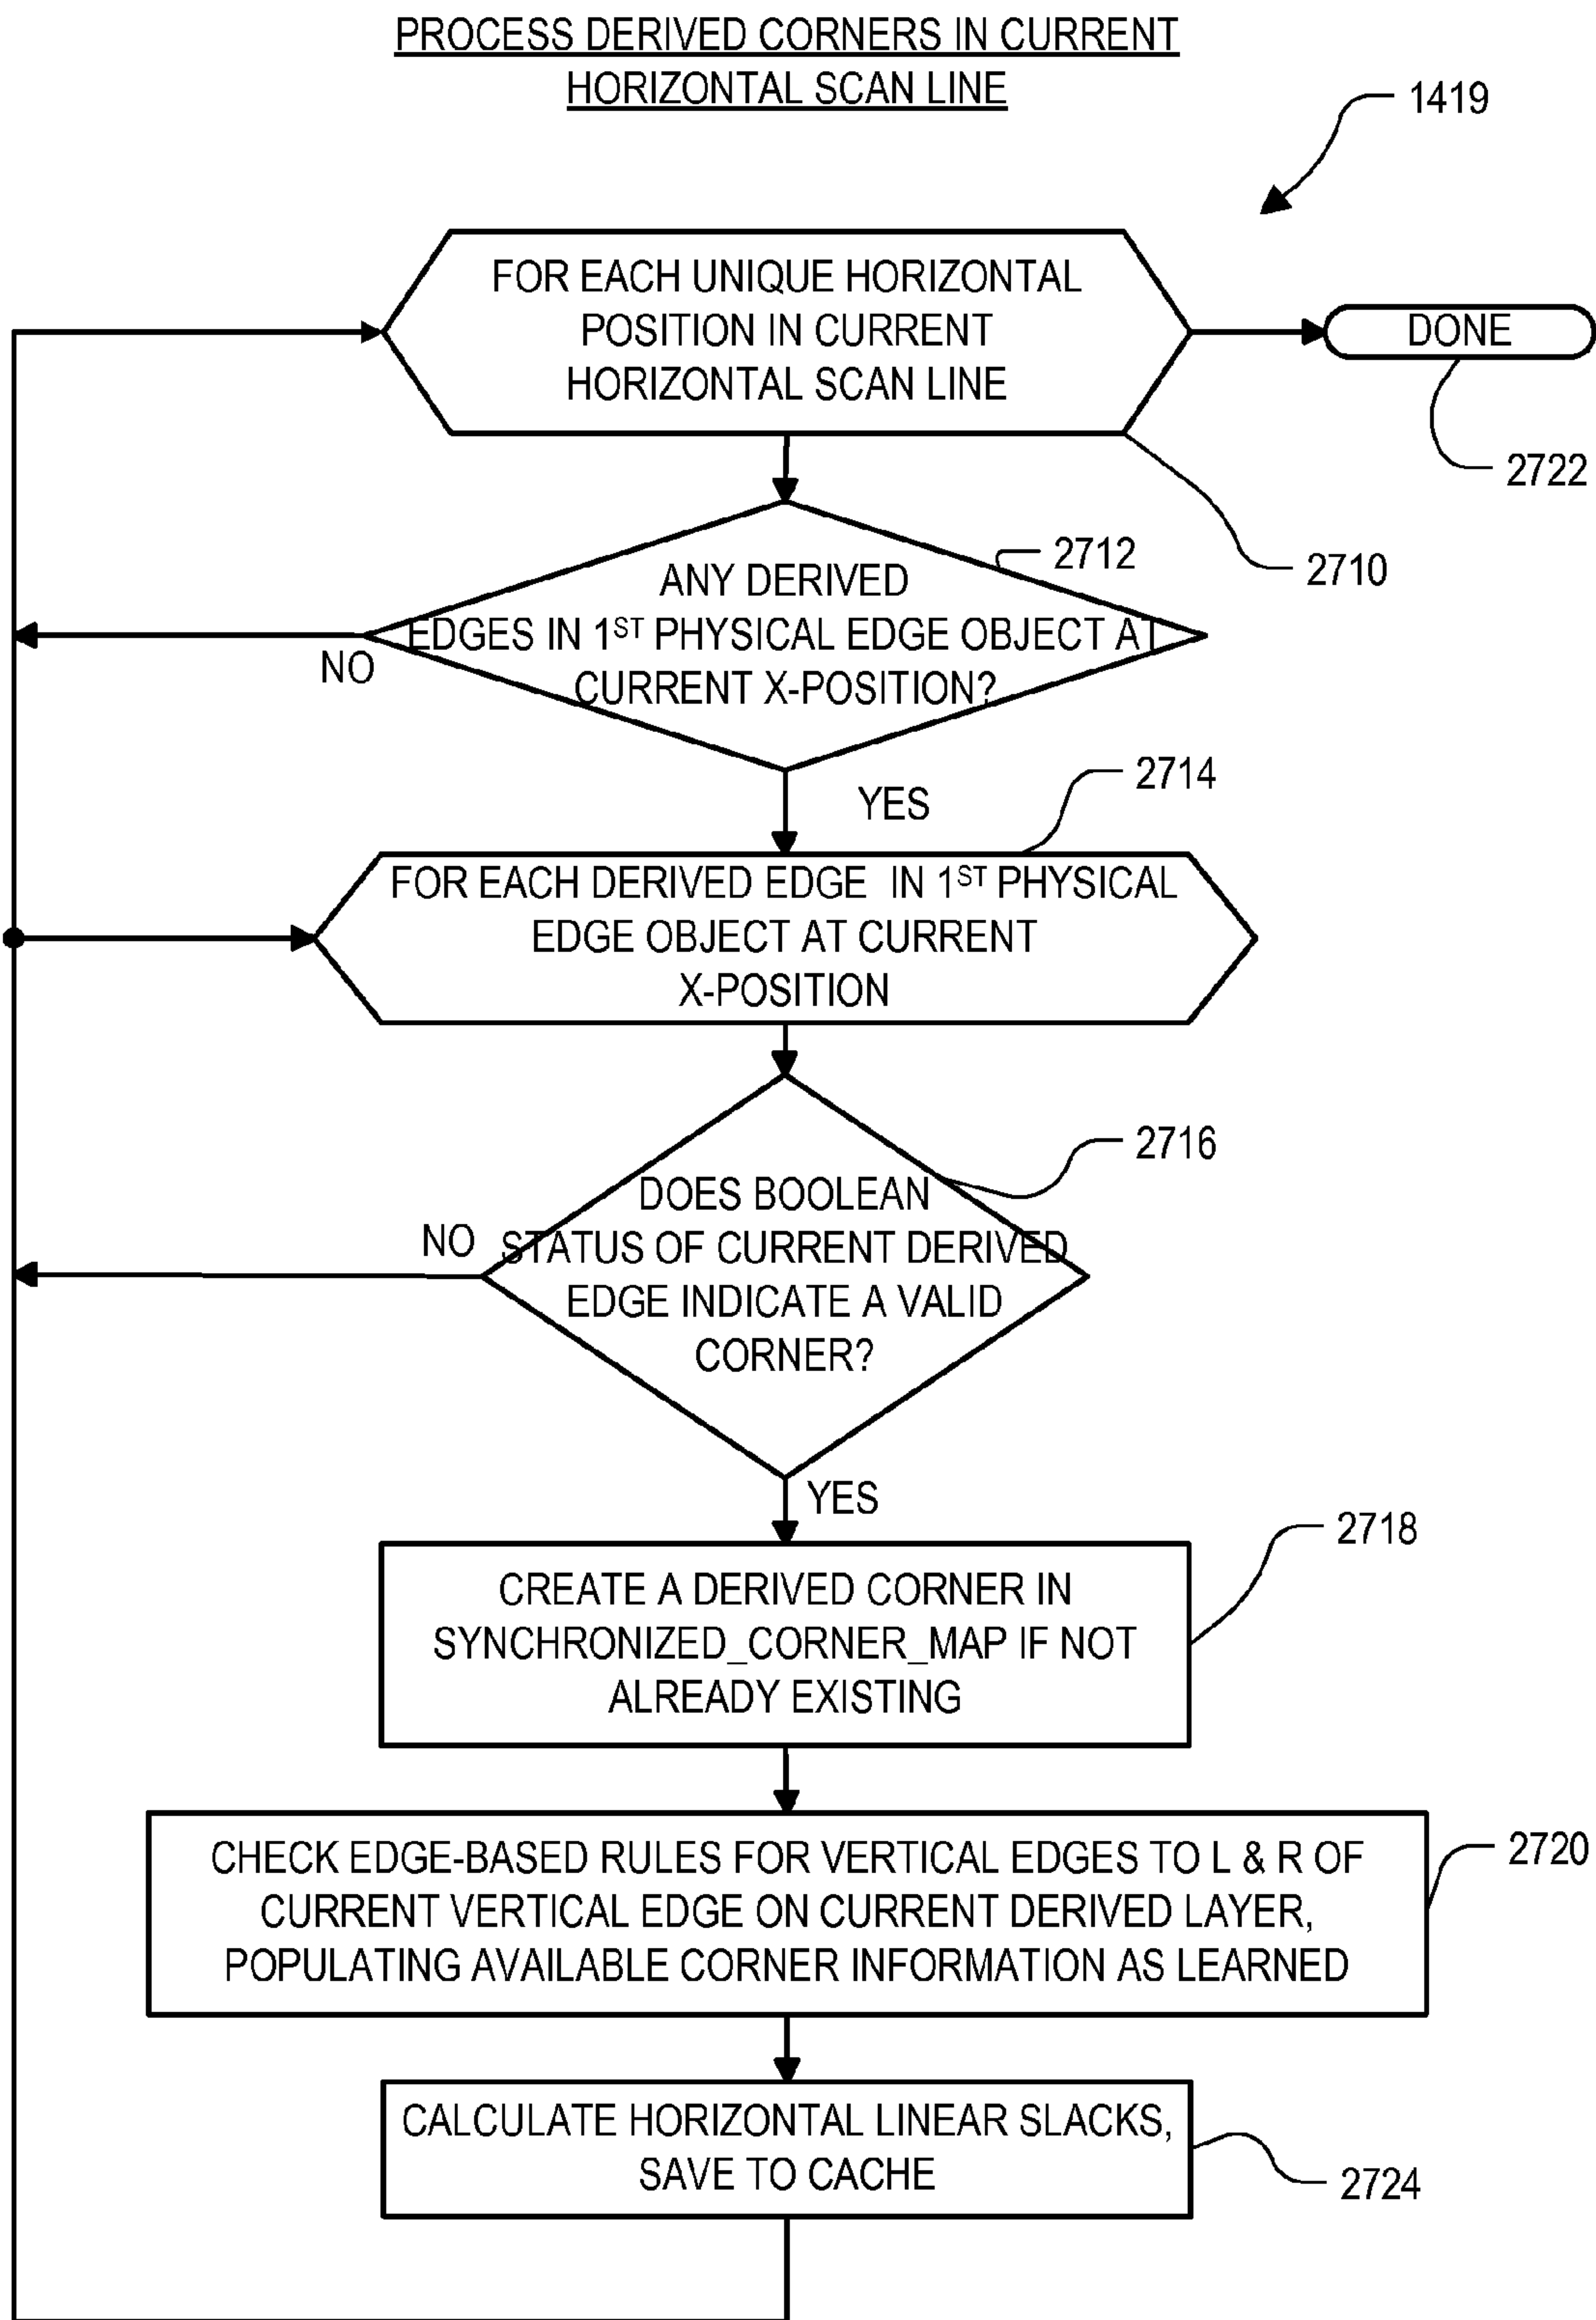 PROCESS DERIVED CORNERS IN CURRENT
HORIZONTAL SCAN LINE
1419
FOR EACH UNIQUE HORIZONTAL
POSITION IN CURRENT
HORIZONTAL SCAN LINE
DONE
2722
2710
2712
ANY DERIVED
EDGES IN 1ST PHYSICAL EDGE OBJECT AT
CURRENT X-POSITION?
NO
YES
2714
FOR EACH DERIVED EDGE IN 1ST PHYSICAL
EDGE OBJECT AT CURRENT
X-POSITION
2716
DOES BOOLEAN
STATUS OF CURRENT DERIVED
EDGE INDICATE A VALID
CORNER?
NO
YES
2718
CREATE A DERIVED CORNER IN
SYNCHRONIZED_CORNER_MAP IF NOT
ALREADY EXISTING
2720
CHECK EDGE-BASED RULES FOR VERTICAL EDGES TO L & R OF
CURRENT VERTICAL EDGE ON CURRENT DERIVED LAYER,
POPULATING AVAILABLE CORNER INFORMATION AS LEARNED
CALCULATE HORIZONTAL LINEAR SLACKS,
SAVE TO CACHE
2724